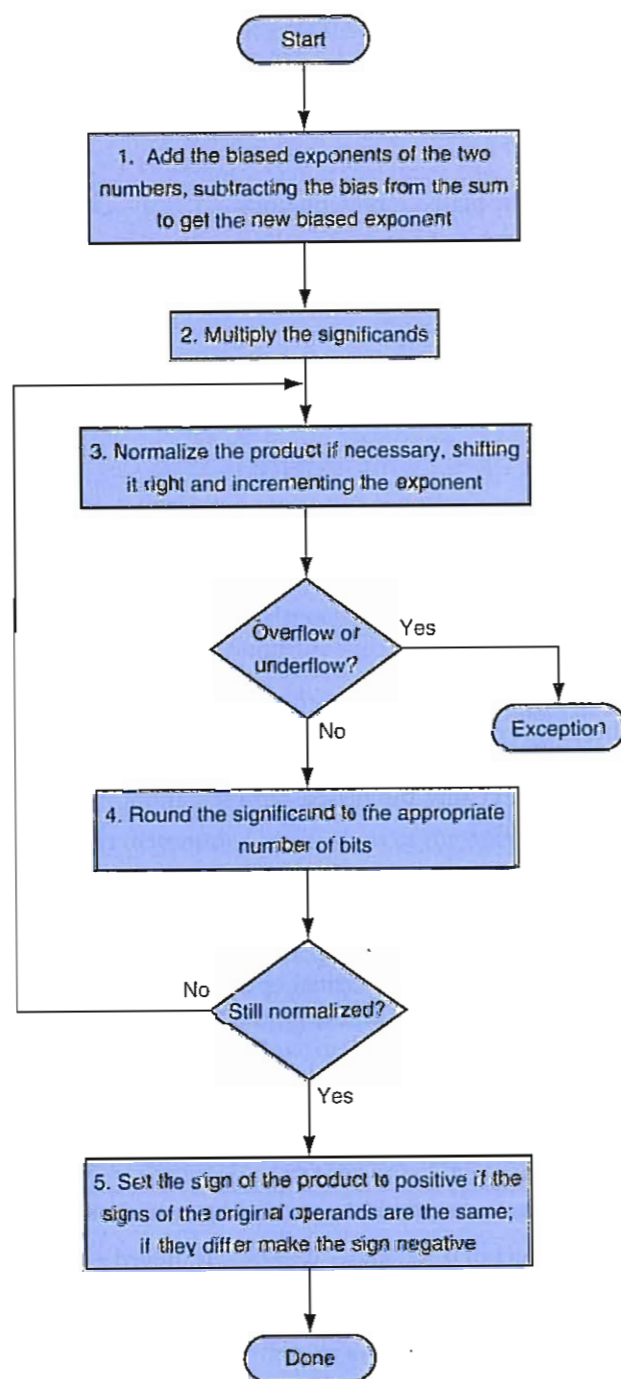 Start
1. Add the biased exponents of the two
numbers, subtracting the bias from the sum
to get the new biased exponent
2. Multiply the significands
3. Normalize the product if necessary, shifting
it right and incrementing the exponent
Overflow or
underflow?
Yes
Exception
No
4. Round the significand to the appropriate
number of bits
No
Still normalized?
Yes
5. Set the sign of the product to positive if the
signs of the original operands are the same;
if they differ make the sign negative
Done